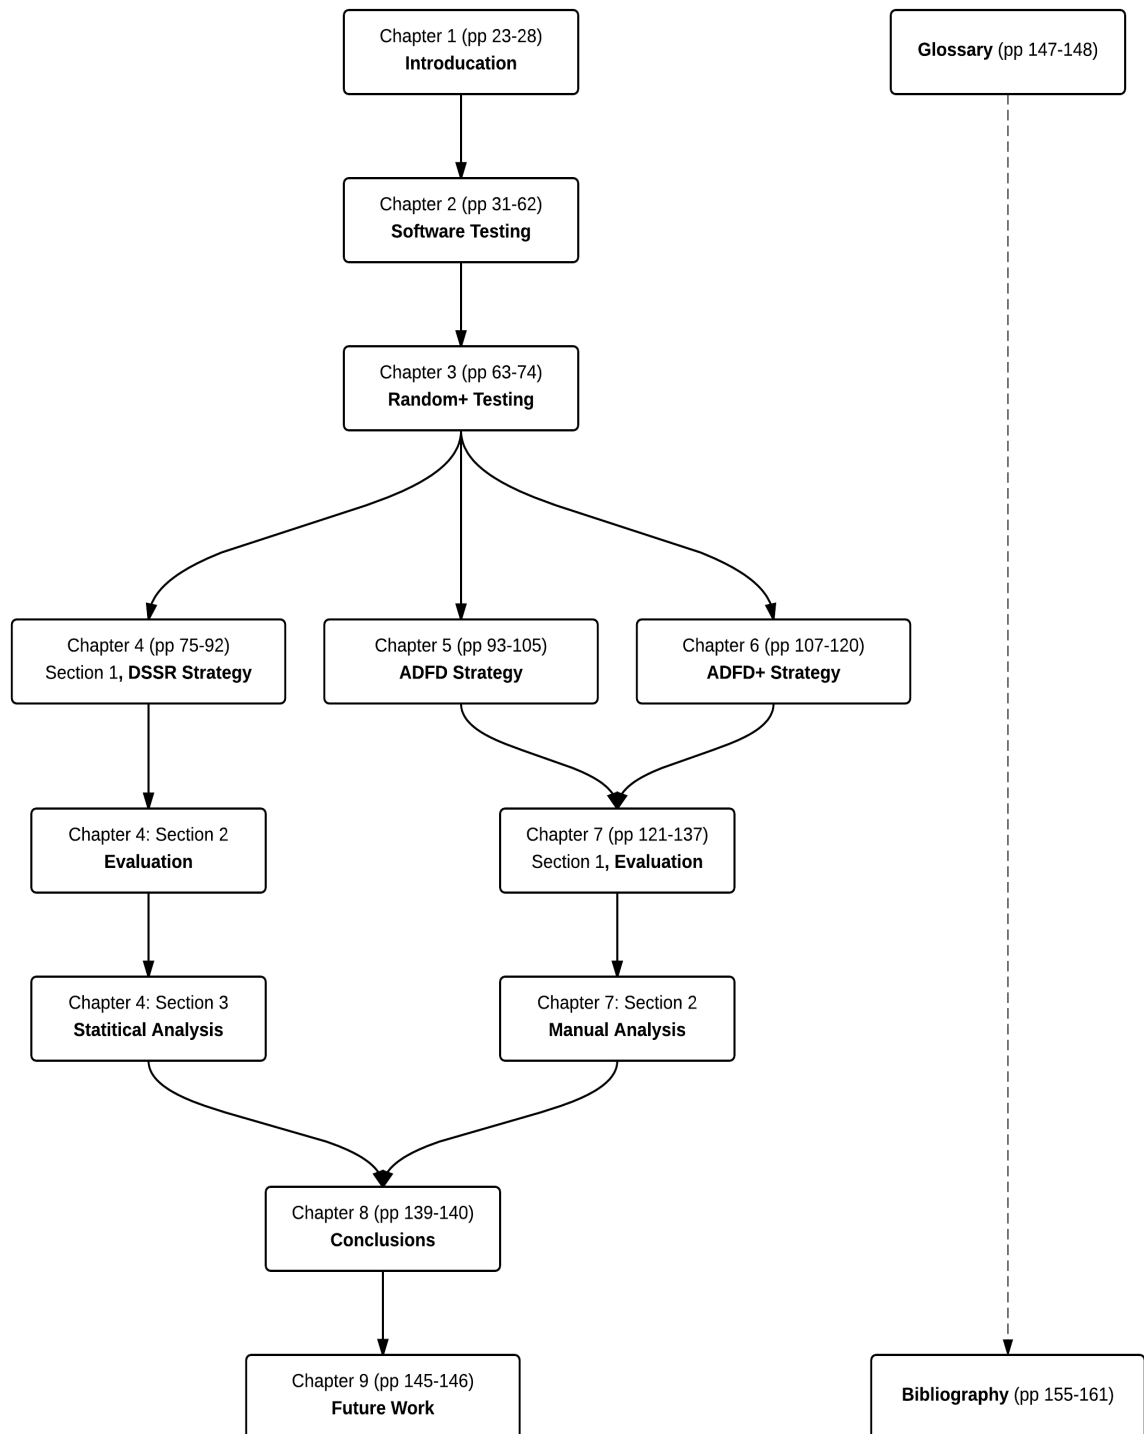 Chapter 1 (pp 23-28)
Introducation
Glossary (pp 147-148)
Chapter 2 (pp 31-62)
Software Testing
Chapter 3 (pp 63-74)
Random+ Testing
Chapter 4 (pp 75-92)
Section 1, DSSR Strategy
Chapter 5 (pp 93-105)
ADFD Strategy
Chapter 6 (pp 107-120)
ADFD+ Strategy
Chapter 4: Section 2
Evaluation
Chapter 7 (pp 121-137)
Section 1, Evaluation
Chapter 4: Section 3
Statitical Analysis
Chapter 7: Section 2
Manual Analysis
Chapter 8 (pp 139-140)
Conclusions
Chapter 9 (pp 145-146)
Future Work
Bibliography (pp 155-161)